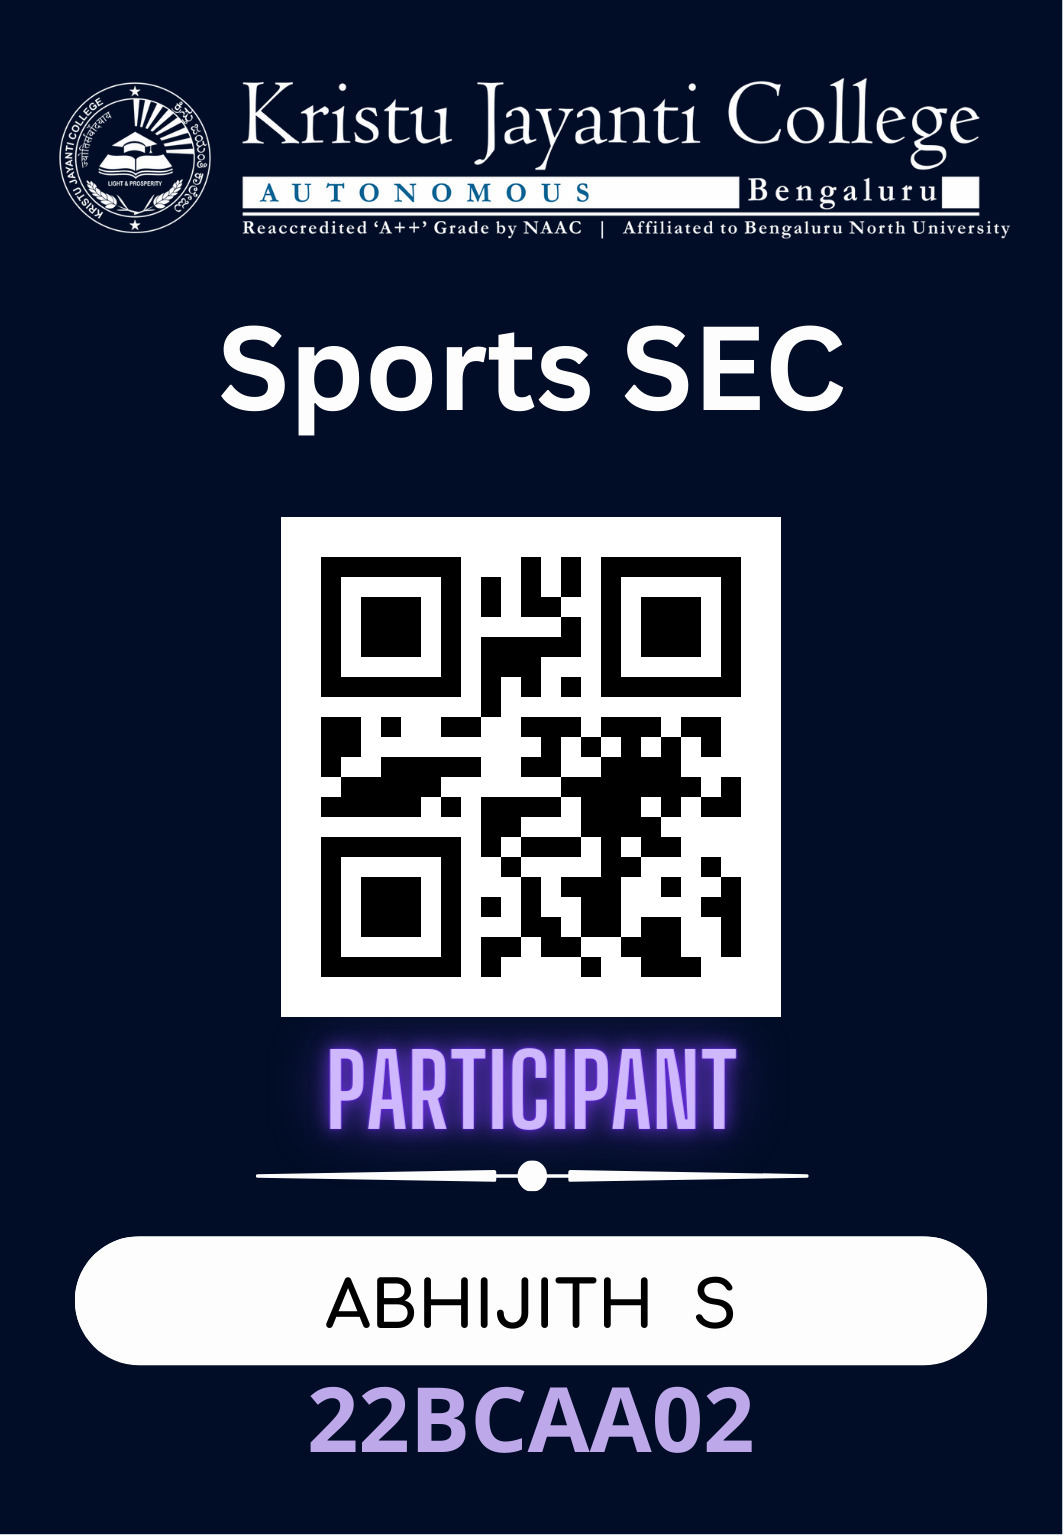 Kristu Jayanti College
AUTONOMOUS Bengaluru
Reaccredited ‘A++’ Grade by NAAC | Affiliated to Bengaluru North University
KRISTU JAYANTI COLLEGE
LIGHT & PROSPERITY
Sports SEC
PARTICIPANT
ABHIJITH S
22BCAA02